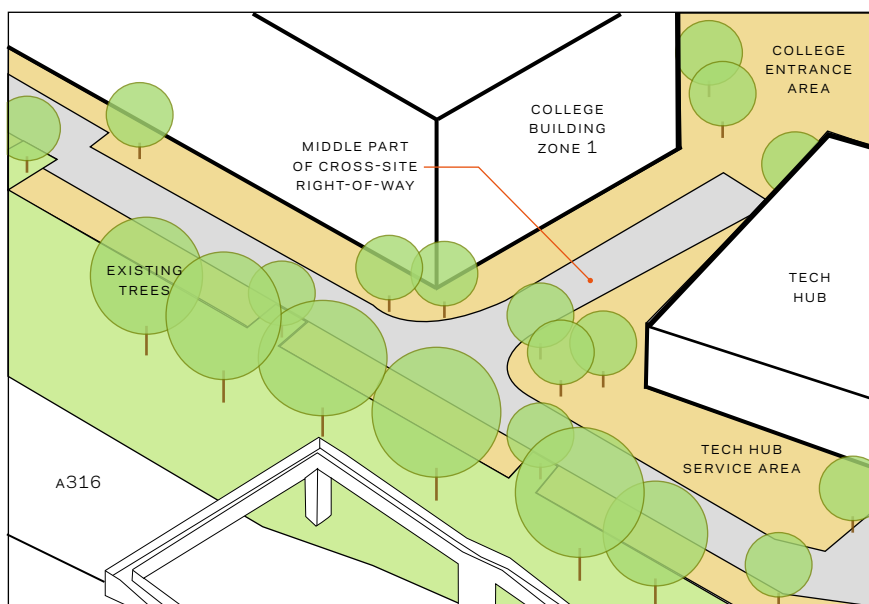 COLLEGE
ENTRANCE
AREA
COLLEGE
BUILDING
ZONE 1
MIDDLE PART
OF CROSS-SITE
RIGHT-OF-WAY
EXISTING
TREES
TECH
HUB
TECH HUB
SERVICE AREA
A316